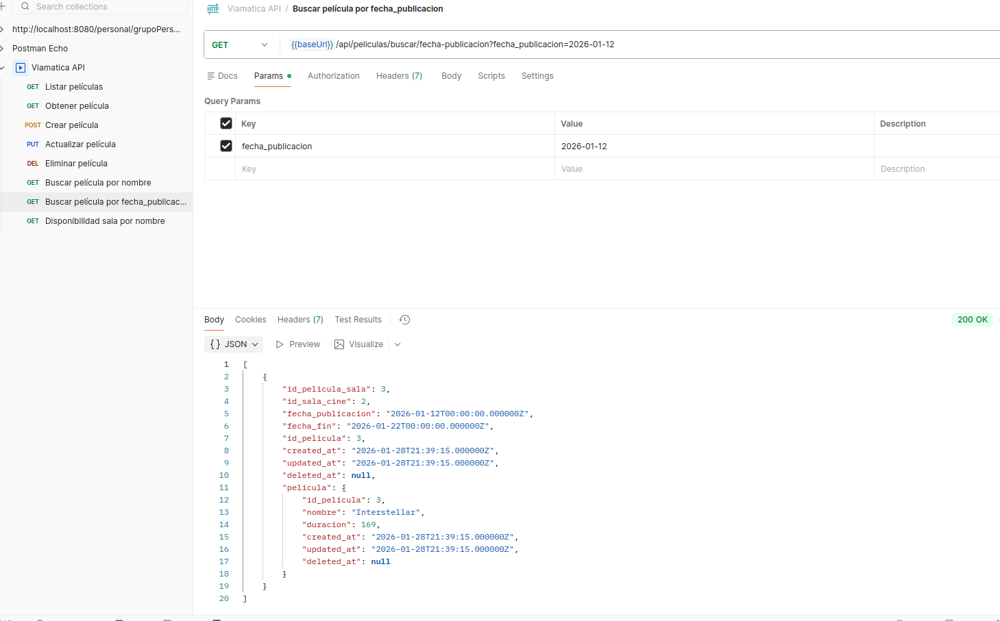 Search collections
http://localhost:8080/personal/grupoPers...
Postman Echo
Viamatica API
GET Listar películas
GET Obtener película
POST Crear película
PUT Actualizar película
DEL Eliminar película
GET Buscar película por nombre
GET Buscar película por fecha_publicac...
GET Disponibilidad sala por nombre
HTTP Viamatica API / Buscar película por fecha_publicacion
GET {{baseUrl}} /api/peliculas/buscar/fecha-publicacion?fecha_publicacion=2026-01-12
Docs Params Authorization Headers (7) Body Scripts Settings
Query Params
Key Value Description
fecha_publicacion 2026-01-12
Key Value Description
Body Cookies Headers (7) Test Results 200 OK
{} JSON Preview Visualize
1 [
2 {
3 "id_pelicula_sala": 3,
4 "id_sala_cine": 2,
5 "fecha_publicacion": "2026-01-12T00:00:00.000000Z",
6 "fecha_fin": "2026-01-22T00:00:00.000000Z",
7 "id_pelicula": 3,
8 "created_at": "2026-01-28T21:39:15.000000Z",
9 "updated_at": "2026-01-28T21:39:15.000000Z",
10 "deleted_at": null,
11 "pelicula": {
12 "id_pelicula": 3,
13 "nombre": "Interstellar",
14 "duracion": 169,
15 "created_at": "2026-01-28T21:39:15.000000Z",
16 "updated_at": "2026-01-28T21:39:15.000000Z",
17 "deleted_at": null
18 }
19 }
20 ]